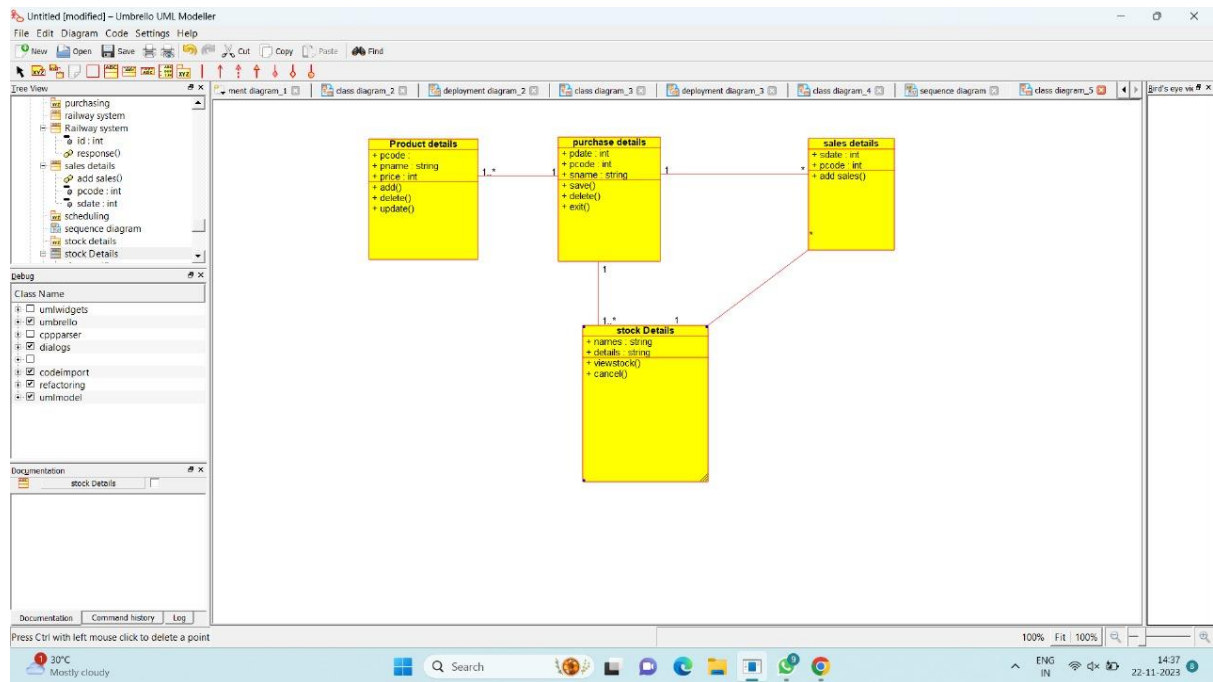 Untitled [modified] – Umbrello UML Modeller
File Edit Diagram Code Settings Help
New Open Save Cut Copy Paste Find
Tree View
ment diagram_1 class diagram_2 deployment diagram_2 class diagram_3 deployment diagram_3 class diagram_4 sequence diagram class diagram_5
Bird's eye vie
purchasing
railway system
Railway system
id : int
response()
sales details
add sales()
pcode : int
sdate : int
scheduling
sequence diagram
stock details
stock Details
Debug
Class Name
umlwidgets
umbrello
cppparser
dialogs
codeimport
refactoring
umlmodel
Documentation
stock Details
Documentation Command history Log
Product details
+ pcode :
+ pname : string
+ price : int
+ add()
+ delete()
+ update()
1..*
1
purchase details
+ pdate : int
+ pcode : int
+ sname : string
+ save()
+ delete()
+ exit()
1
*
sales details
+ sdate : int
+ pcode : int
+ add sales()
*
1
1..*
1
stock Details
+ names : string
+ details : string
+ viewstock()
+ cancel()
Press Ctrl with left mouse click to delete a point
100% Fit 100%
1
30°C
Mostly cloudy
Search
9
ENG
IN
14:37
22-11-2023
8